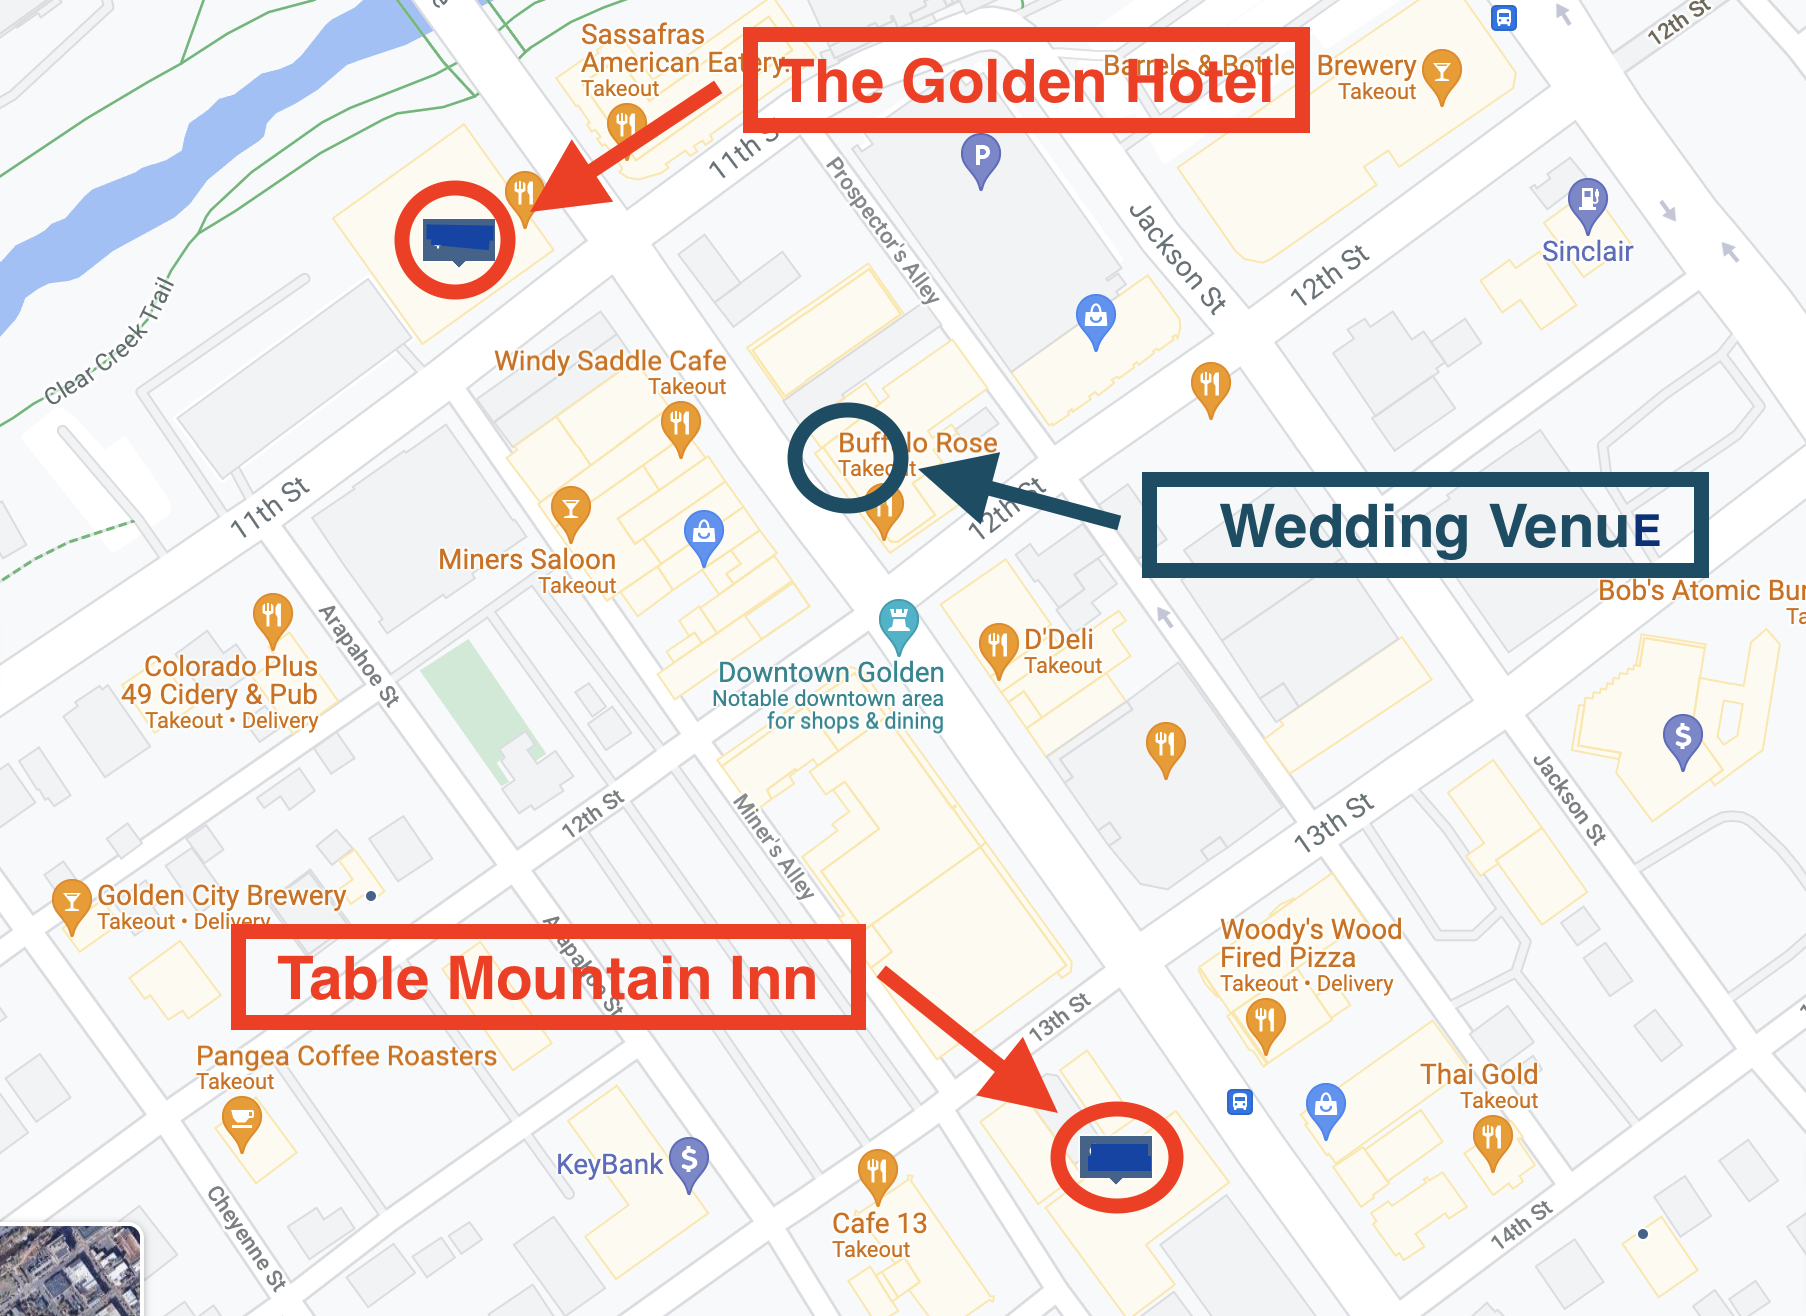 Sassafras
American Eatery
Takeout
The Golden Hotel
Barrels & Bottles Brewery
Takeout
12th St
11th St
P
Prospector's Alley
Jackson St
12th St
Sinclair
Clear Creek Trail
Windy Saddle Cafe
Takeout
Buffalo Rose
Takeout
12th St
Wedding VenuE
11th St
Miners Saloon
Takeout
Bob's Atomic Bur
Ta
Arapahoe St
Colorado Plus
49 Cidery & Pub
Takeout • Delivery
D'Deli
Takeout
Downtown Golden
Notable downtown area
for shops & dining
$
Jackson St
12th St
Miner's Alley
13th St
Golden City Brewery
Takeout • Delivery
Arapahoe St
Table Mountain Inn
Woody's Wood
Fired Pizza
Takeout • Delivery
13th St
Pangea Coffee Roasters
Takeout
Thai Gold
Takeout
KeyBank
$
Cheyenne St
Cafe 13
Takeout
14th St